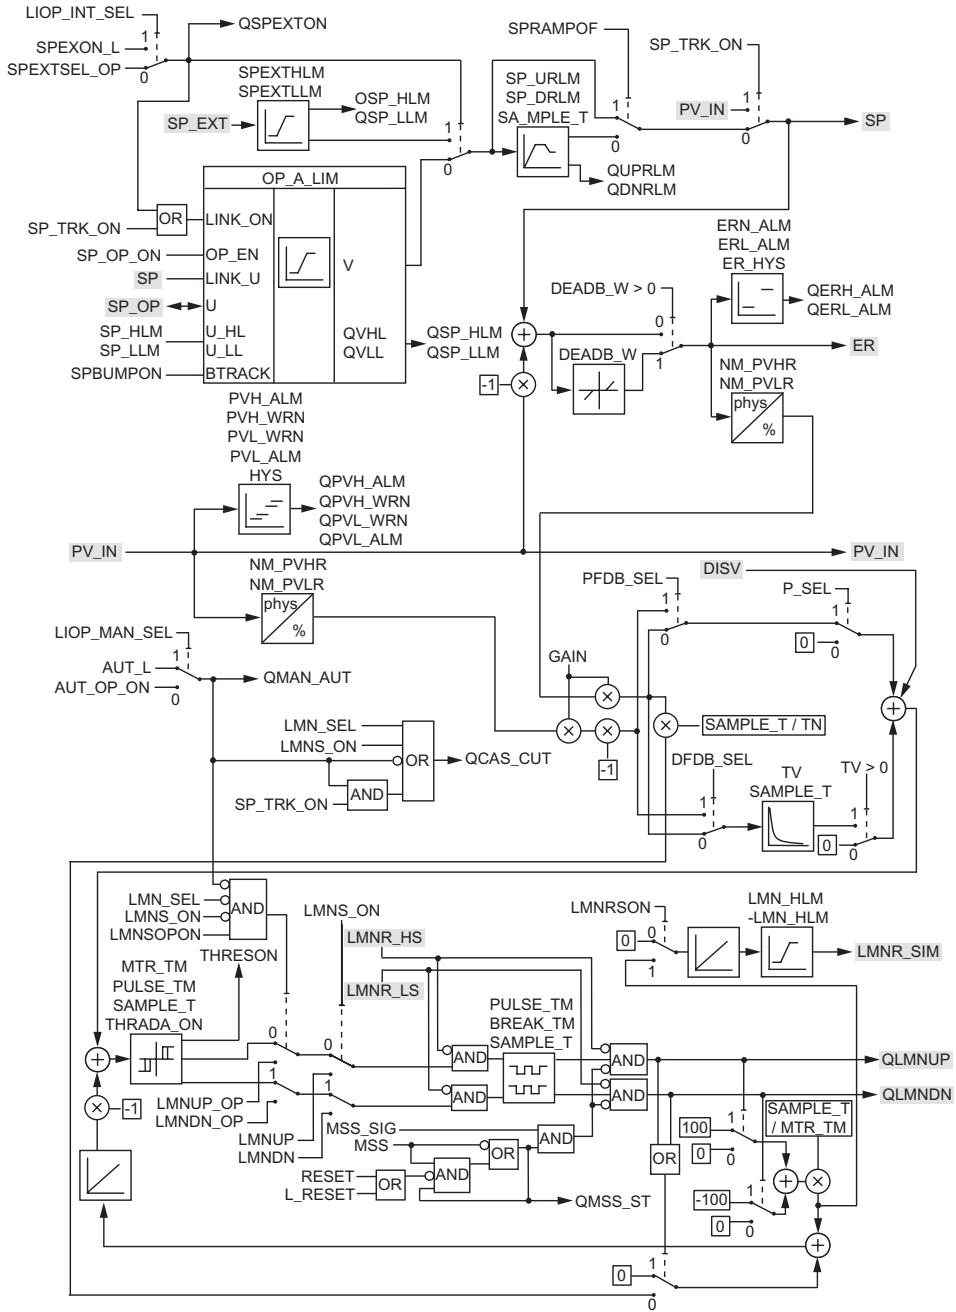 LIOP_INT_SEL
SPEXON_L
SPEXTSEL_OP
1
0
QSPEXTON
SPEXTHLM
SPEXTLLM
SP_EXT
OSP_HLM
QSP_LLM
1
0
SP_URLM
SP_DRLM
SA_MPLE_T
SPRAMPOF
1
0
QUPRLM
QDNRLM
SP_TRK_ON
PV_IN
1
0
SP
OP_A_LIM
OR
SP_TRK_ON
LINK_ON
SP_OP_ON
OP_EN
SP
LINK_U
SP_OP
U
SP_HLM
U_HL
SP_LLM
U_LL
SPBUMPON
BTRACK
V
QVHL
QVLL
QSP_HLM
QSP_LLM
+
-1
×
DEADB_W > 0
0
1
DEADB_W
ERN_ALM
ERL_ALM
ER_HYS
QERH_ALM
QERL_ALM
ER
NM_PVHR
NM_PVLR
phys
%
PVH_ALM
PVH_WRN
PVL_WRN
PVL_ALM
HYS
QPVH_ALM
QPVH_WRN
QPVL_WRN
QPVL_ALM
PV_IN
PV_IN
NM_PVHR
NM_PVLR
phys
%
DISV
PFDB_SEL
1
0
P_SEL
1
0
0
LIOP_MAN_SEL
AUT_L
AUT_OP_ON
1
0
QMAN_AUT
GAIN
×
×
×
-1
×
SAMPLE_T / TN
+
LMN_SEL
LMNS_ON
OR
QCAS_CUT
SP_TRK_ON
AND
DFDB_SEL
1
0
TV
SAMPLE_T
TV > 0
1
0
0
LMN_SEL
LMNS_ON
LMNSOPON
AND
THRESON
LMNS_ON
LMNR_HS
LMNR_LS
LMNRSON
0
0
1
LMN_HLM
-LMN_HLM
LMNR_SIM
MTR_TM
PULSE_TM
SAMPLE_T
THRADA_ON
+
×
-1
0
1
LMNUP_OP
LMNDN_OP
0
1
LMNUP
LMNDN
AND
AND
PULSE_TM
BREAK_TM
SAMPLE_T
AND
AND
QLMNUP
QLMNDN
MSS_SIG
MSS
AND
OR
AND
RESET
L_RESET
OR
QMSS_ST
OR
100
0
1
0
SAMPLE_T
/ MTR_TM
-100
0
1
0
+
×
+
0
1
0